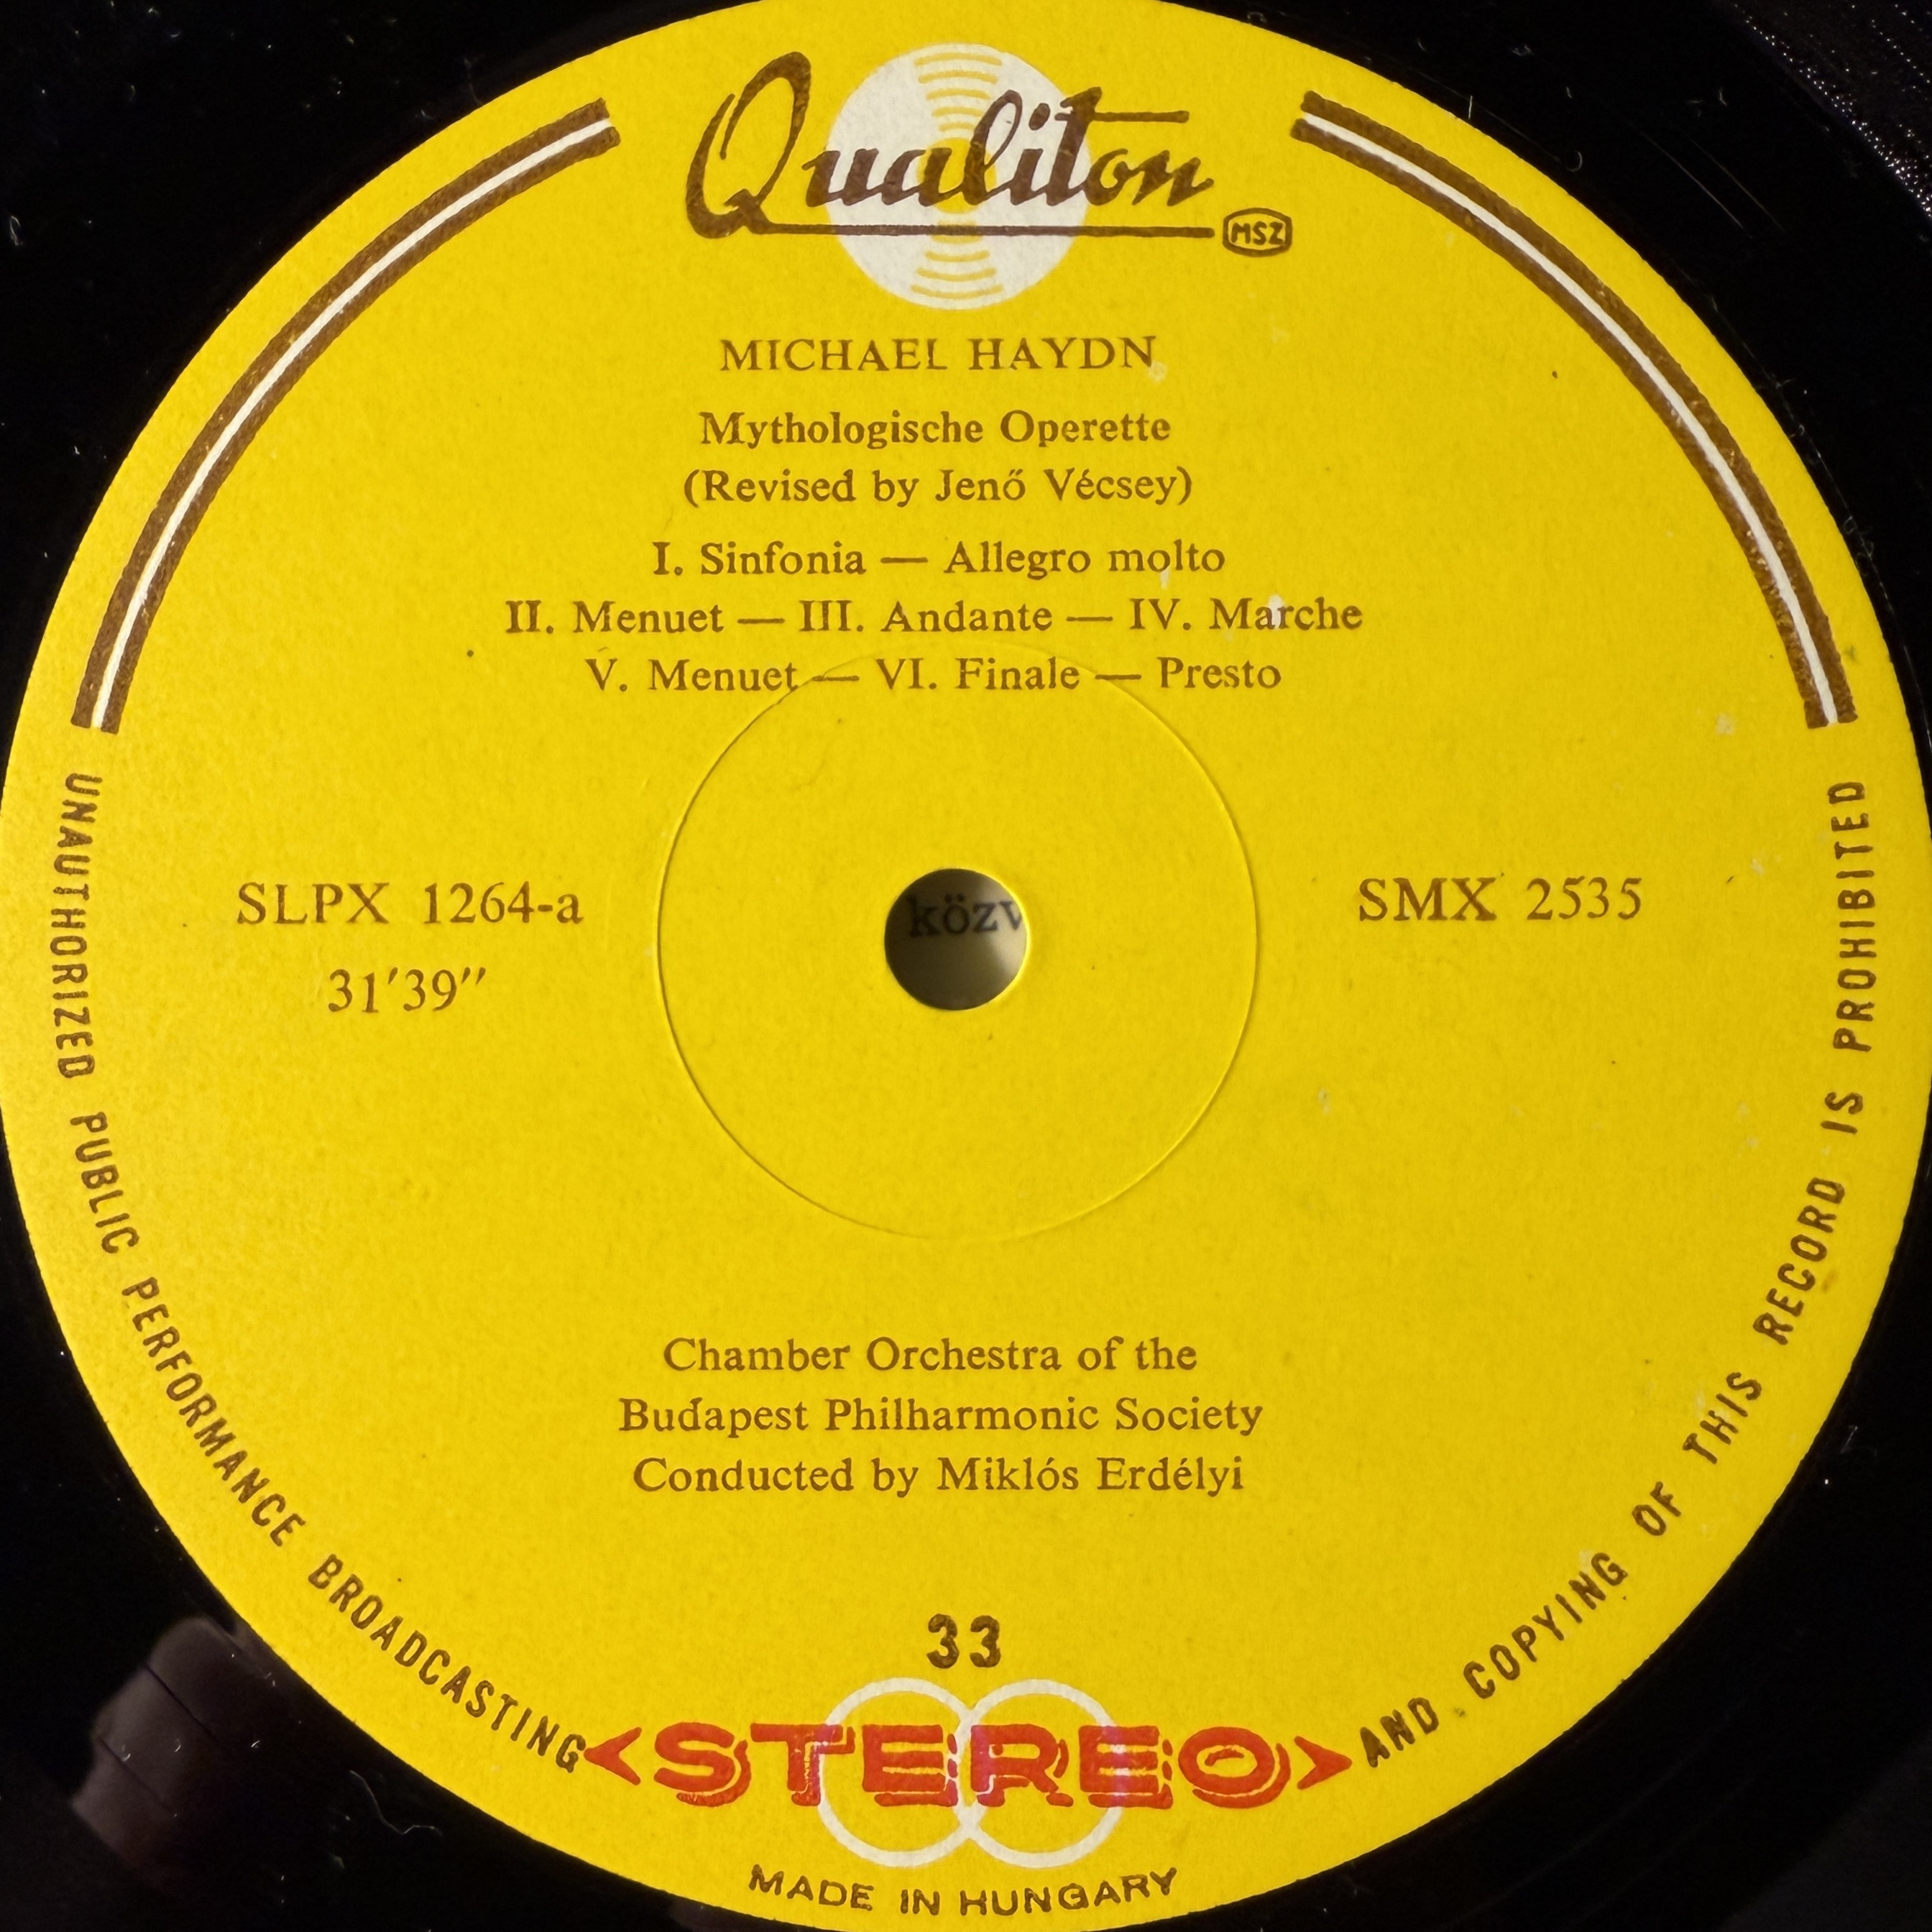 Qualiton
MSZ
MICHAEL HAYDN
Mythologische Operette
(Revised by Jenő Vécsey)
I. Sinfonia — Allegro molto
II. Menuet — III. Andante — IV. Marche
V. Menuet — VI. Finale — Presto
SLPX 1264-a
31′39″
közv
SMX 2535
Chamber Orchestra of the
Budapest Philharmonic Society
Conducted by Miklós Erdélyi
33
<STEREO>
UNAUTHORIZED PUBLIC PERFORMANCE BROADCASTING
AND COPYING OF THIS RECORD IS PROHIBITED
MADE IN HUNGARY